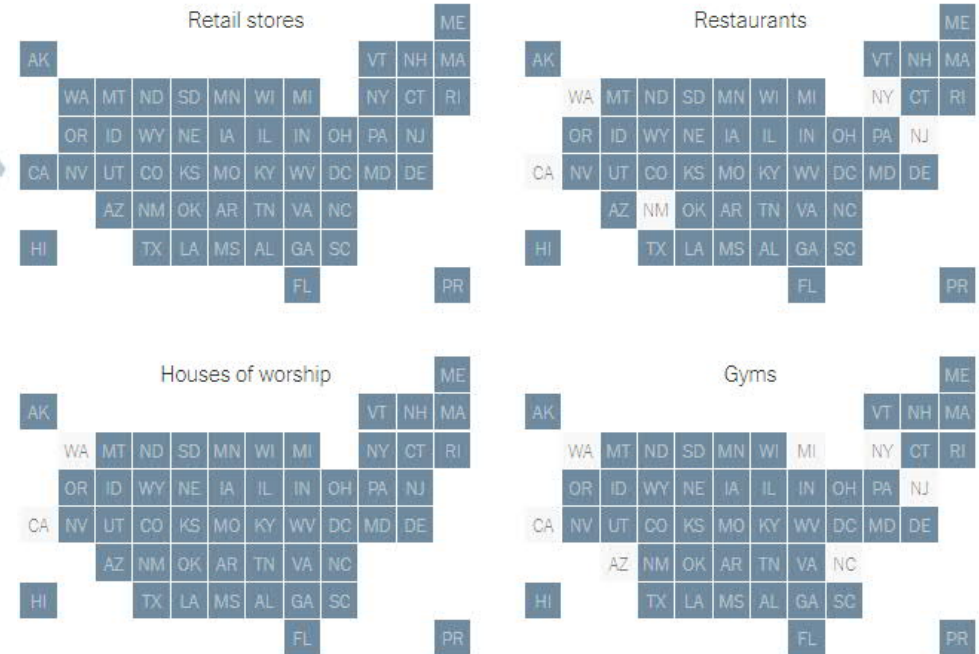 Retail stores
ME
AK VT NH MA
WA MT ND SD MN WI MI NY CT RI
OR ID WY NE IA IL IN OH PA NJ
CA NV UT CO KS MO KY WV DC MD DE
AZ NM OK AR TN VA NC
HI TX LA MS AL GA SC
FL PR
Restaurants
ME
AK VT NH MA
WA MT ND SD MN WI MI NY CT RI
OR ID WY NE IA IL IN OH PA NJ
CA NV UT CO KS MO KY WV DC MD DE
AZ NM OK AR TN VA NC
HI TX LA MS AL GA SC
FL PR
Houses of worship
ME
AK VT NH MA
WA MT ND SD MN WI MI NY CT RI
OR ID WY NE IA IL IN OH PA NJ
CA NV UT CO KS MO KY WV DC MD DE
AZ NM OK AR TN VA NC
HI TX LA MS AL GA SC
FL PR
Gyms
ME
AK VT NH MA
WA MT ND SD MN WI MI NY CT RI
OR ID WY NE IA IL IN OH PA NJ
CA NV UT CO KS MO KY WV DC MD DE
AZ NM OK AR TN VA NC
HI TX LA MS AL GA SC
FL PR